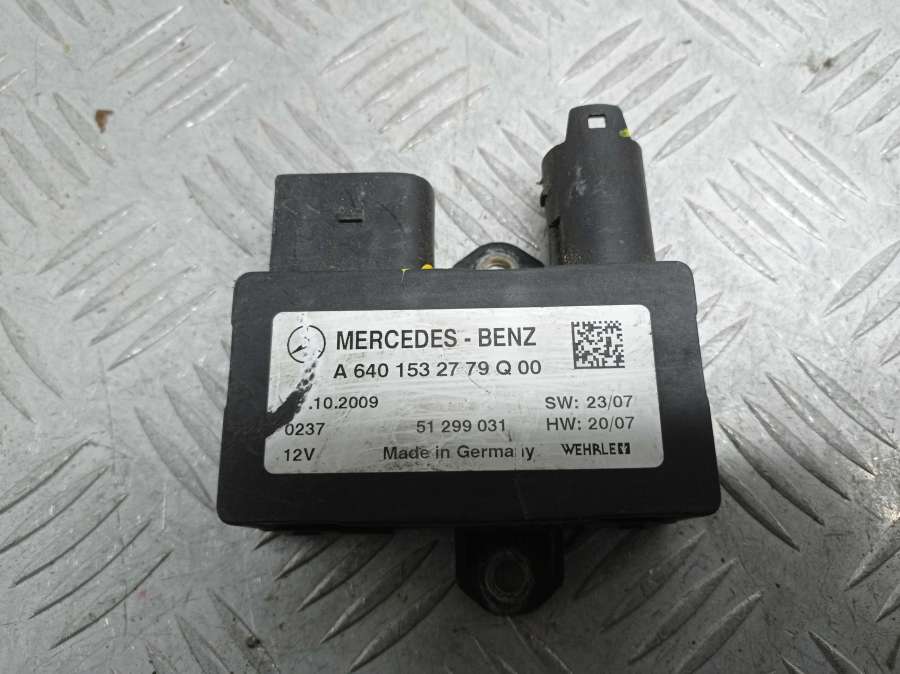 MERCEDES - BENZ
A 640 153 27 79 Q 00
.10.2009 SW: 23/07
0237 51 299 031 HW: 20/07
12V Made in Germany WEHRLE